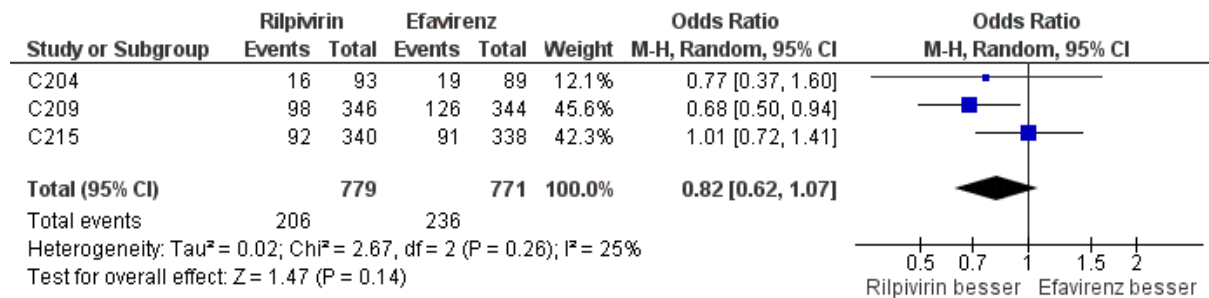 Rilpivirin Efavirenz Odds Ratio Odds Ratio
Study or Subgroup Events Total Events Total Weight M-H, Random, 95% CI M-H, Random, 95% CI
C204 16 93 19 89 12.1% 0.77 [0.37, 1.60]
C209 98 346 126 344 45.6% 0.68 [0.50, 0.94]
C215 92 340 91 338 42.3% 1.01 [0.72, 1.41]
Total (95% CI) 779 771 100.0% 0.82 [0.62, 1.07]
Total events 206 236
Heterogeneity: Tau² = 0.02; Chi² = 2.67, df = 2 (P = 0.26); I² = 25%
Test for overall effect: Z = 1.47 (P = 0.14)
0.5 0.7 1 1.5 2
Rilpivirin besser Efavirenz besser